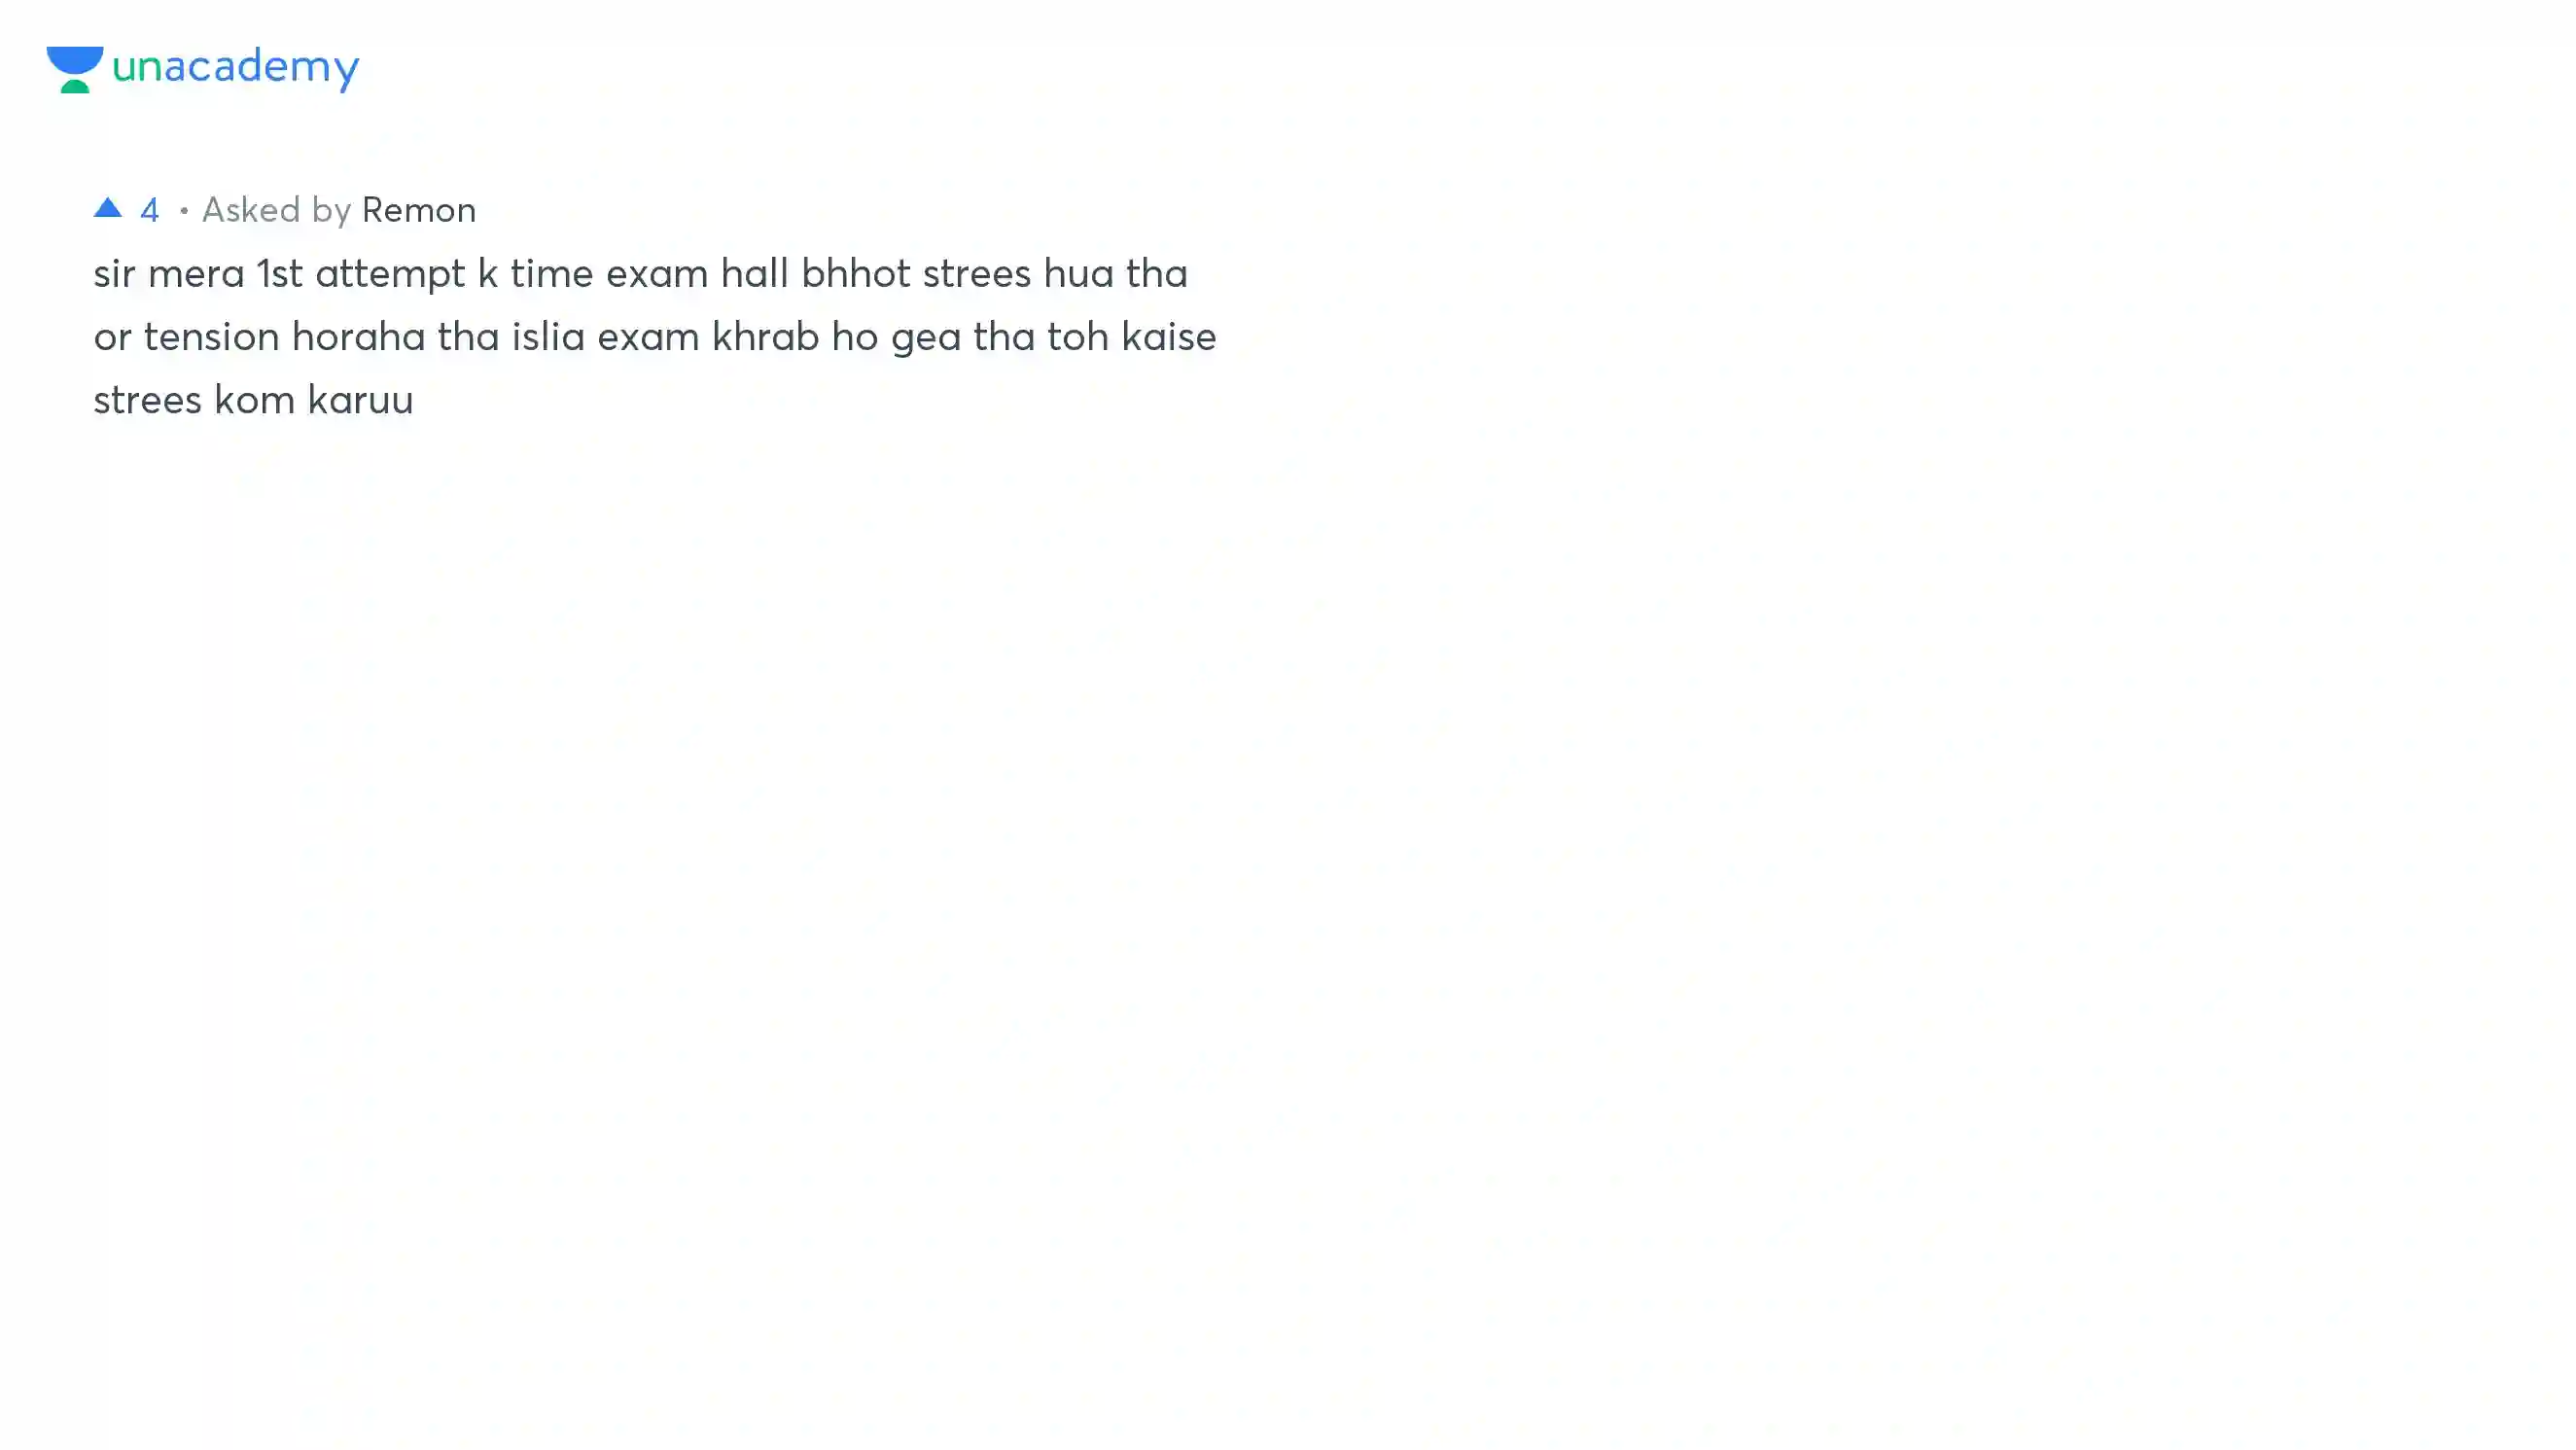 unacademy
▲ 4 • Asked by Remon
sir mera 1st attempt k time exam hall bhhot strees hua tha
or tension horaha tha islia exam khrab ho gea tha toh kaise
strees kom karuu